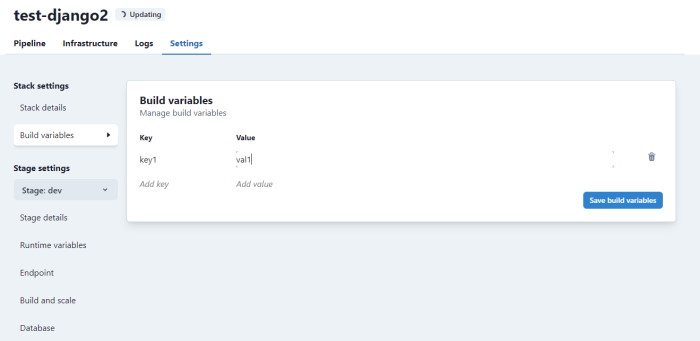 test-django2 Updating
Pipeline Infrastructure Logs Settings
Stack settings
Stack details
Build variables
Stage settings
Stage: dev
Stage details
Runtime variables
Endpoint
Build and scale
Database
Build variables
Manage build variables
Key Value
key1 val1
Add key Add value
Save build variables